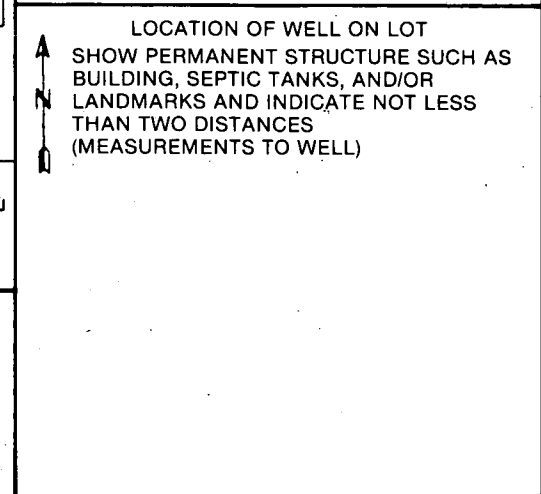 LOCATION OF WELL ON LOT
SHOW PERMANENT STRUCTURE SUCH AS
BUILDING, SEPTIC TANKS, AND/OR
N LANDMARKS AND INDICATE NOT LESS
THAN TWO DISTANCES
(MEASUREMENTS TO WELL)